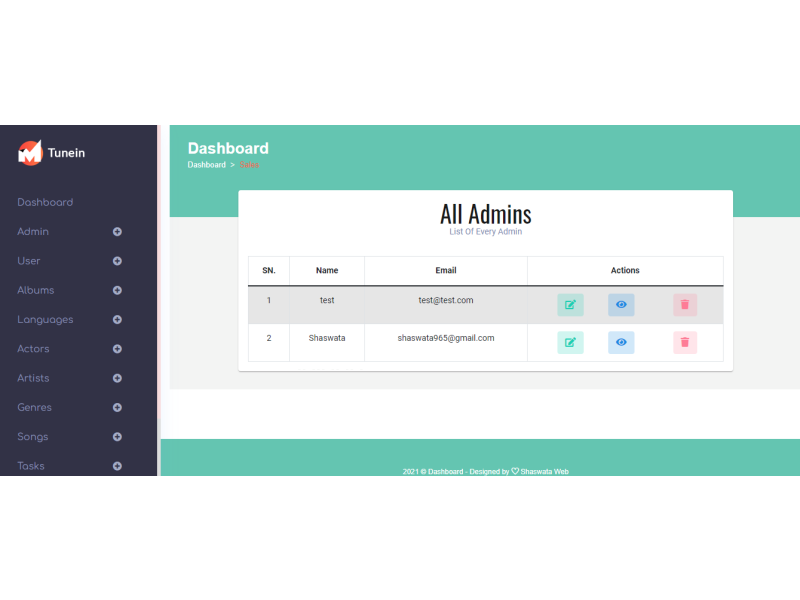 Tunein
Dashboard
Admin
User
Albums
Languages
Actors
Artists
Genres
Songs
Tasks
Dashboard
Dashboard > Sales
All Admins
List Of Every Admin
SN. Name Email Actions
1 test test@test.com
2 Shaswata shaswata965@gmail.com
2021 © Dashboard - Designed by ♡ Shaswata Web